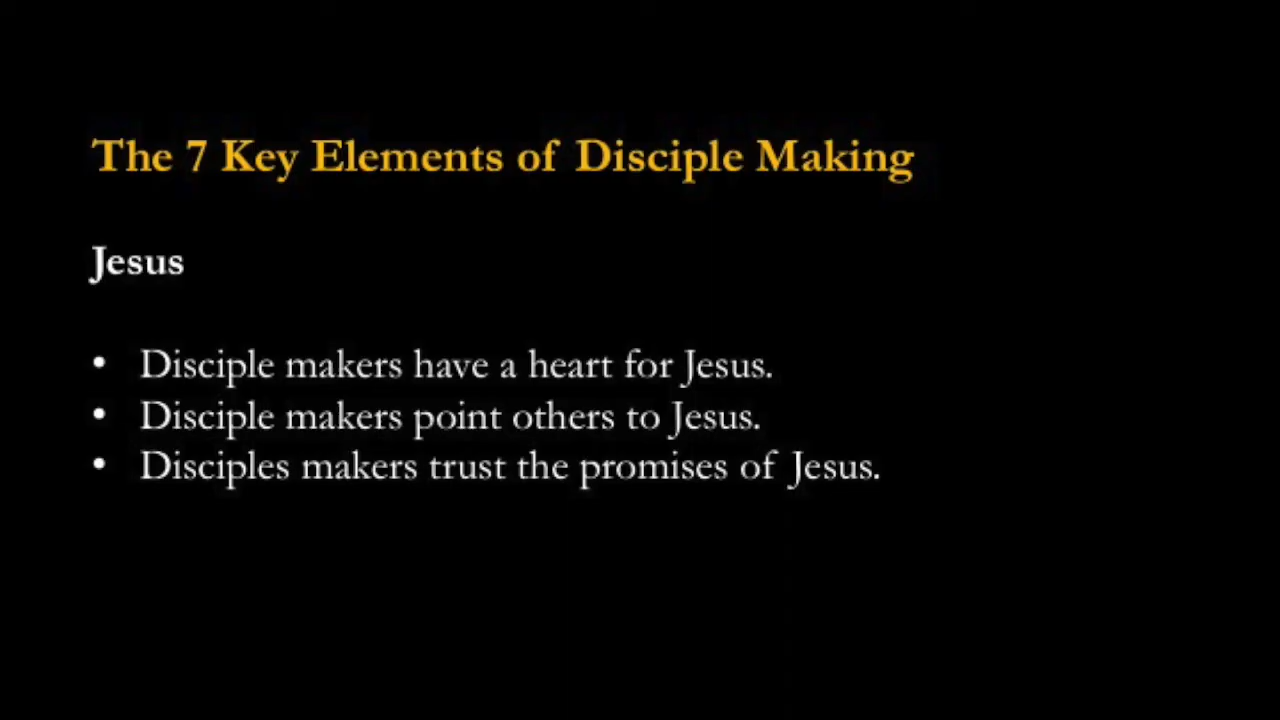 The 7 Key Elements of Disciple Making
Jesus
• Disciple makers have a heart for Jesus.
• Disciple makers point others to Jesus.
• Disciples makers trust the promises of Jesus.